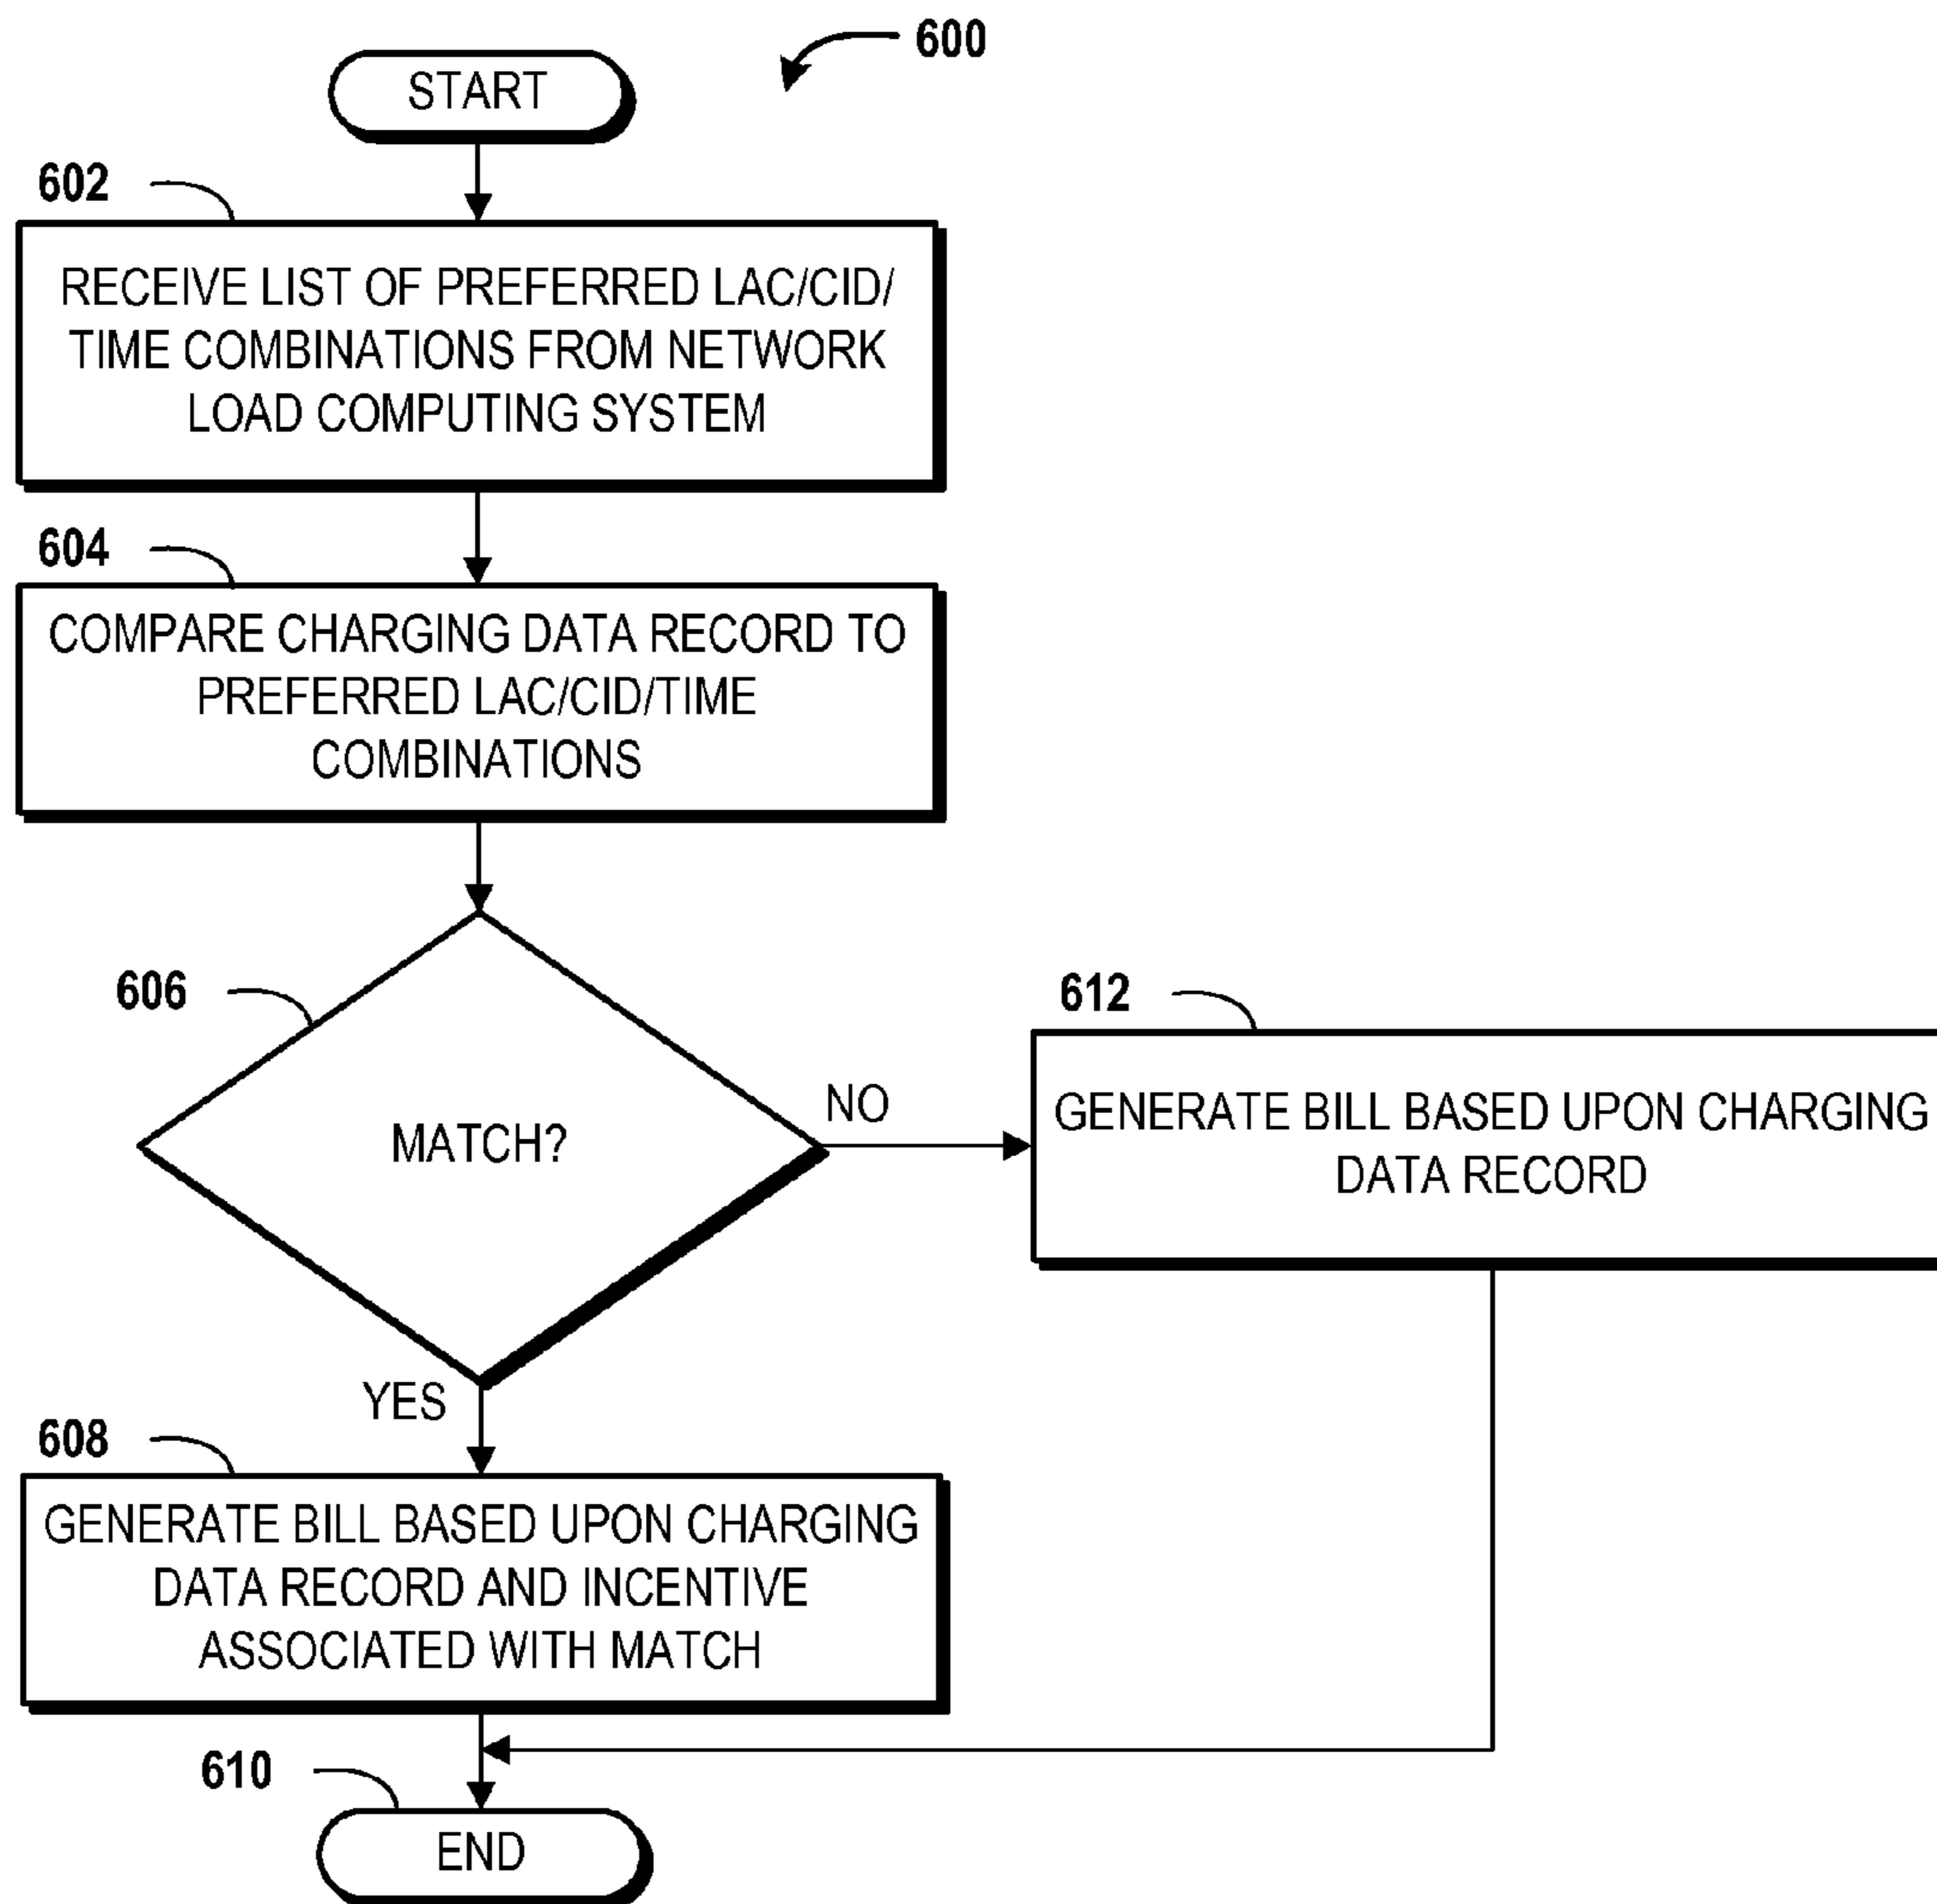 600
START
602
RECEIVE LIST OF PREFERRED LAC/CID/
TIME COMBINATIONS FROM NETWORK
LOAD COMPUTING SYSTEM
604
COMPARE CHARGING DATA RECORD TO
PREFERRED LAC/CID/TIME
COMBINATIONS
606
MATCH?
NO
612
GENERATE BILL BASED UPON CHARGING
DATA RECORD
YES
608
GENERATE BILL BASED UPON CHARGING
DATA RECORD AND INCENTIVE
ASSOCIATED WITH MATCH
610
END